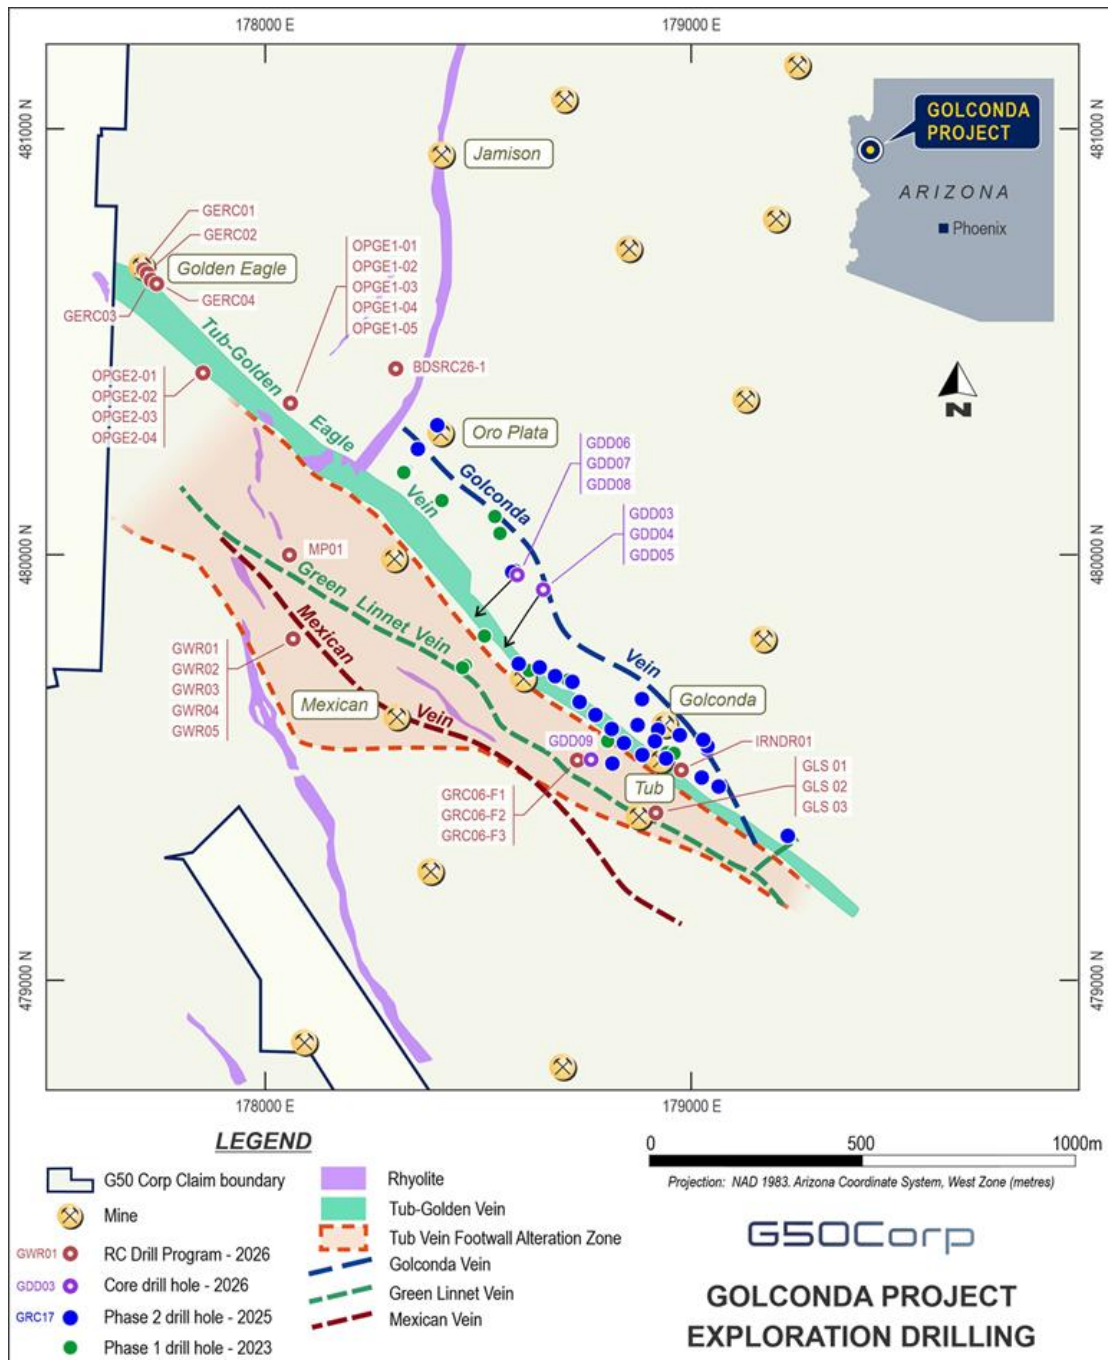 178000 E
179000 E
481000 N
481000 N
GOLCONDA
PROJECT
ARIZONA
Phoenix
Jamison
GERC01
GERC02
Golden Eagle
GERC04
GERC03
OPGE1-01
OPGE1-02
OPGE1-03
OPGE1-04
OPGE1-05
Tub-Golden Eagle Vein
BDSRC26-1
OPGE2-01
OPGE2-02
OPGE2-03
OPGE2-04
N
Oro Plata
Golconda Vein
GDD06
GDD07
GDD08
GDD03
GDD04
GDD05
480000 N
480000 N
MP01
Green Linnet Vein
Mexican Vein
GWR01
GWR02
GWR03
GWR04
GWR05
Mexican
Golconda
GDD09
IRNDR01
Tub
GLS 01
GLS 02
GLS 03
GRC06-F1
GRC06-F2
GRC06-F3
479000 N
479000 N
178000 E
179000 E
LEGEND
G50 Corp Claim boundary
Mine
GWR01 RC Drill Program - 2026
GDD03 Core drill hole - 2026
GRC17 Phase 2 drill hole - 2025
Phase 1 drill hole - 2023
Rhyolite
Tub-Golden Vein
Tub Vein Footwall Alteration Zone
Golconda Vein
Green Linnet Vein
Mexican Vein
0 500 1000m
Projection: NAD 1983. Arizona Coordinate System, West Zone (metres)
G50Corp
GOLCONDA PROJECT
EXPLORATION DRILLING